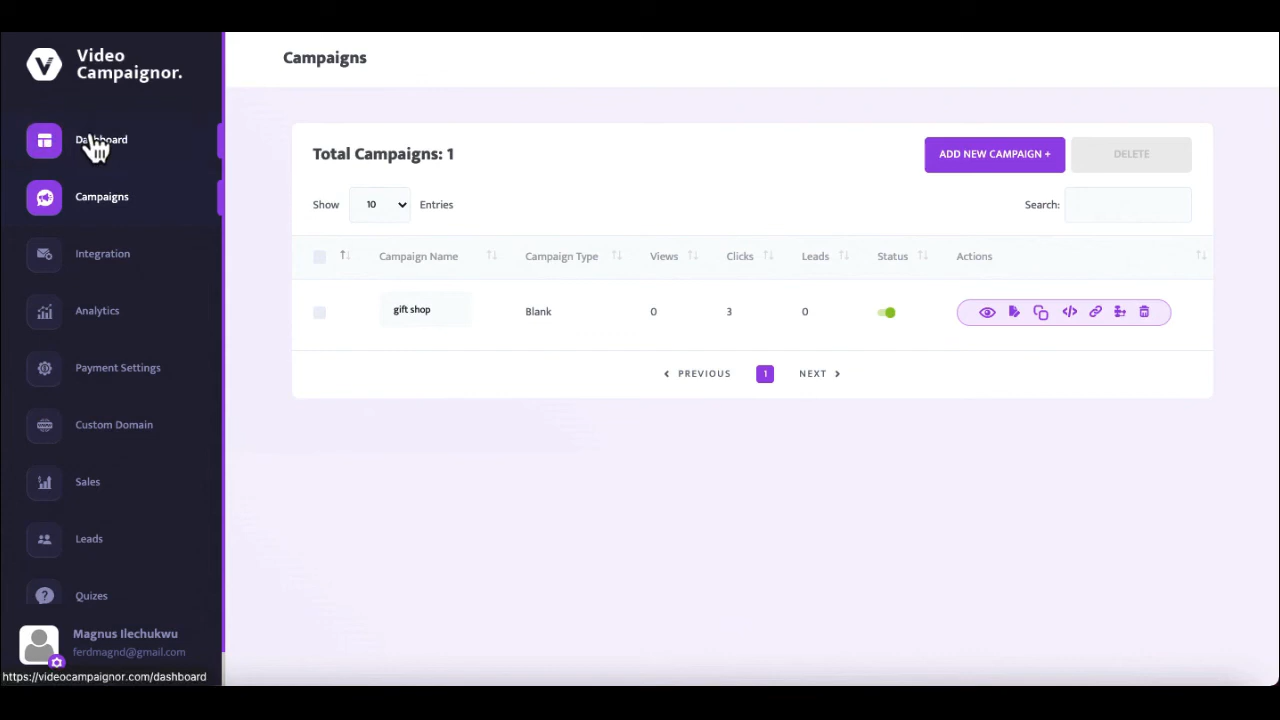 Video
Campaignor.
Campaigns
Dashboard
Campaigns
Integration
Analytics
Payment Settings
Custom Domain
Sales
Leads
Quizes
Magnus Ilechukwu
ferdmagnd@gmail.com
https://videocampaignor.com/dashboard
Total Campaigns: 1
ADD NEW CAMPAIGN +
DELETE
Show 10 Entries
Search:
Campaign Name Campaign Type Views Clicks Leads Status Actions
gift shop Blank 0 3 0
PREVIOUS 1 NEXT